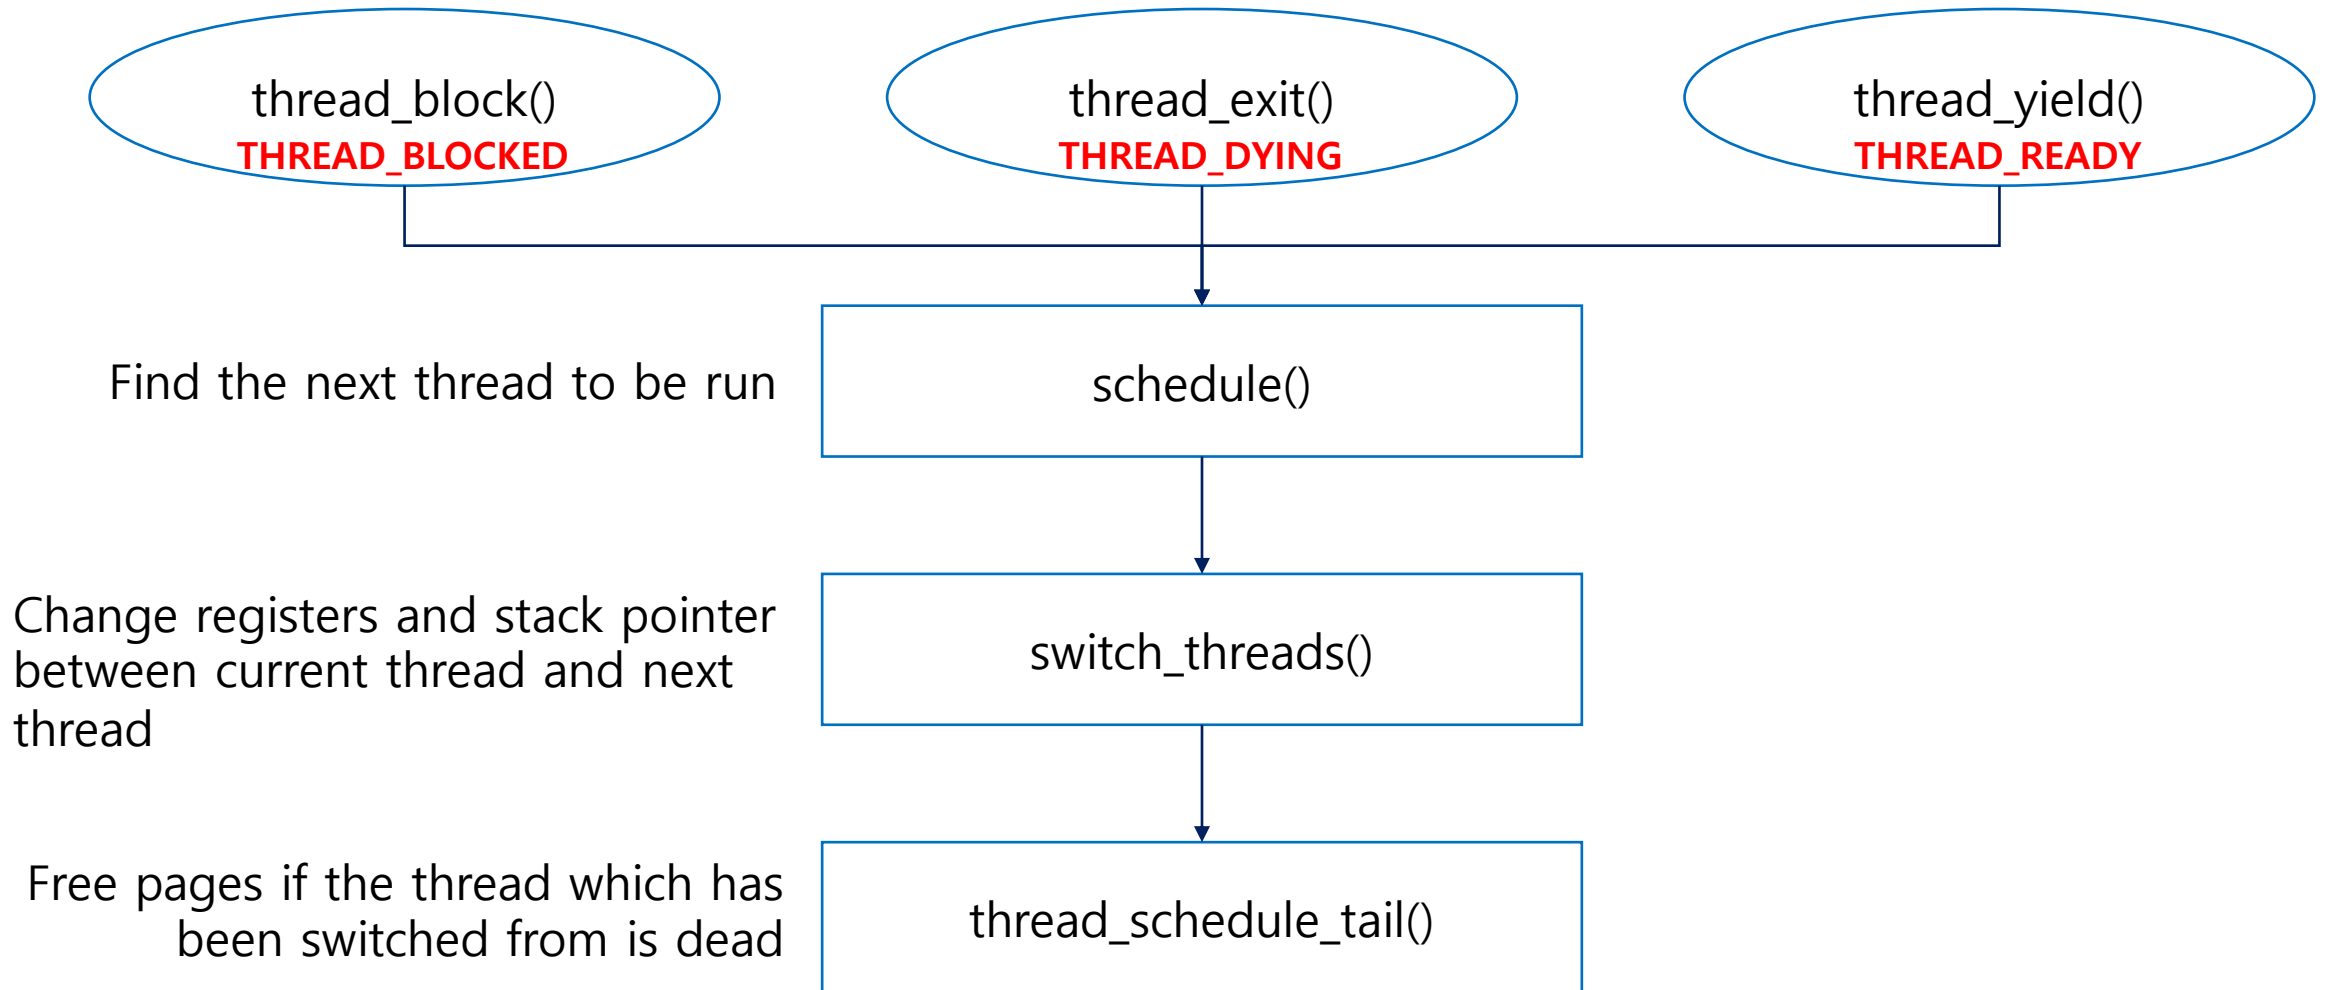 thread_block()
THREAD_BLOCKED
thread_exit()
THREAD_DYING
thread_yield()
THREAD_READY
Find the next thread to be run
schedule()
Change registers and stack pointer
between current thread and next
thread
switch_threads()
Free pages if the thread which has
been switched from is dead
thread_schedule_tail()